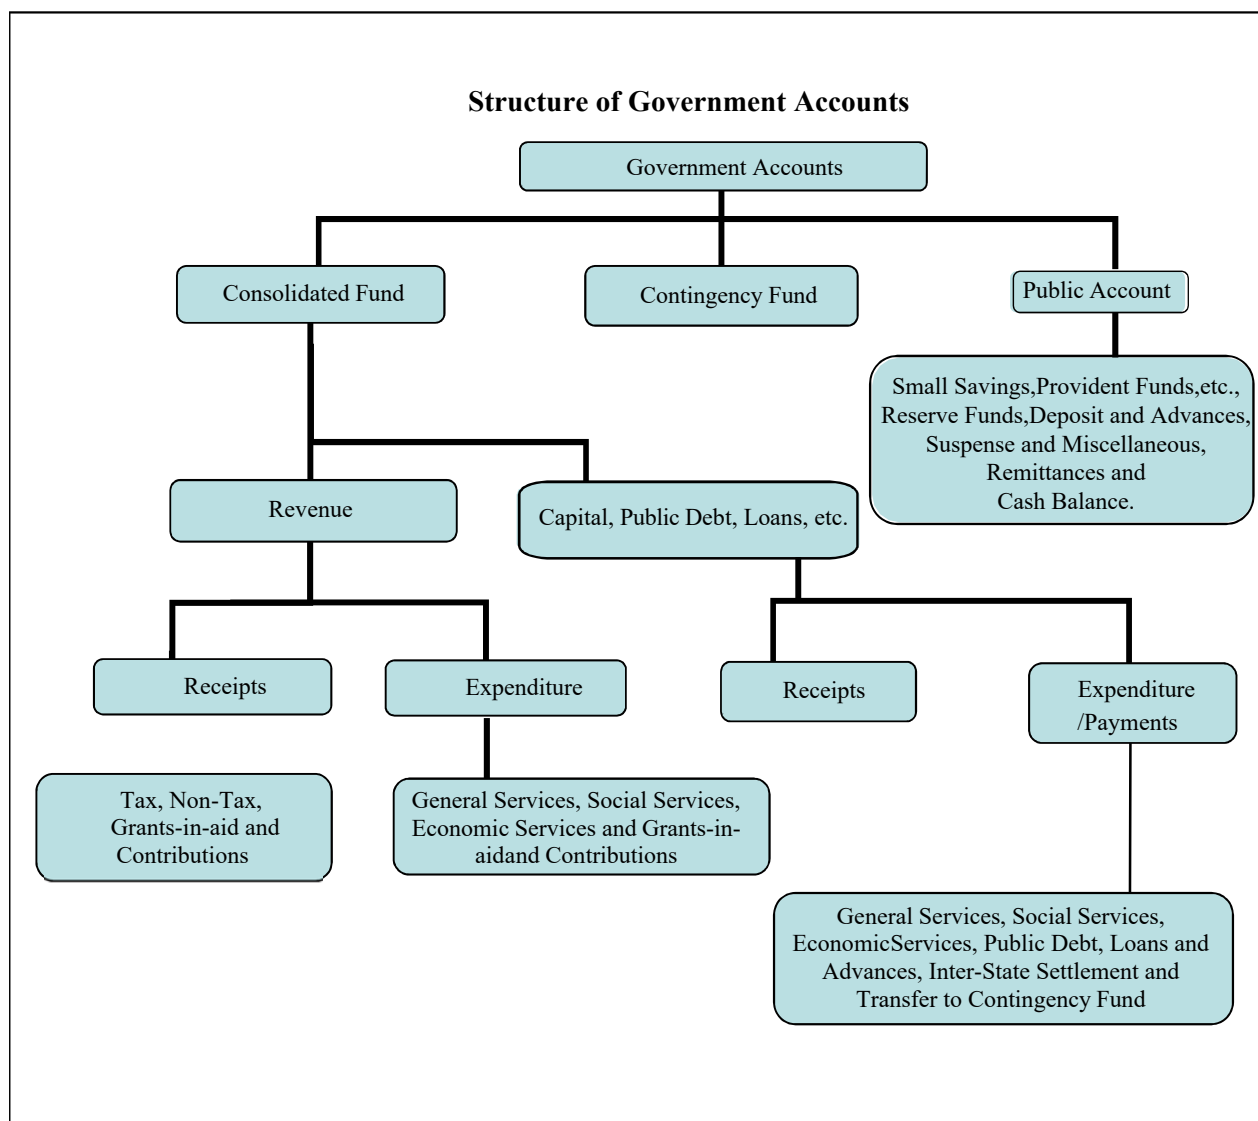 Structure of Government Accounts
Government Accounts
Consolidated Fund
Contingency Fund
Public Account
Small Savings,Provident Funds,etc.,
Reserve Funds,Deposit and Advances,
Suspense and Miscellaneous,
Remittances and
Cash Balance.
Revenue
Capital, Public Debt, Loans, etc.
Receipts
Expenditure
Receipts
Expenditure
/Payments
Tax, Non-Tax,
Grants-in-aid and
Contributions
General Services, Social Services,
Economic Services and Grants-in-
aidand Contributions
General Services, Social Services,
EconomicServices, Public Debt, Loans and
Advances, Inter-State Settlement and
Transfer to Contingency Fund